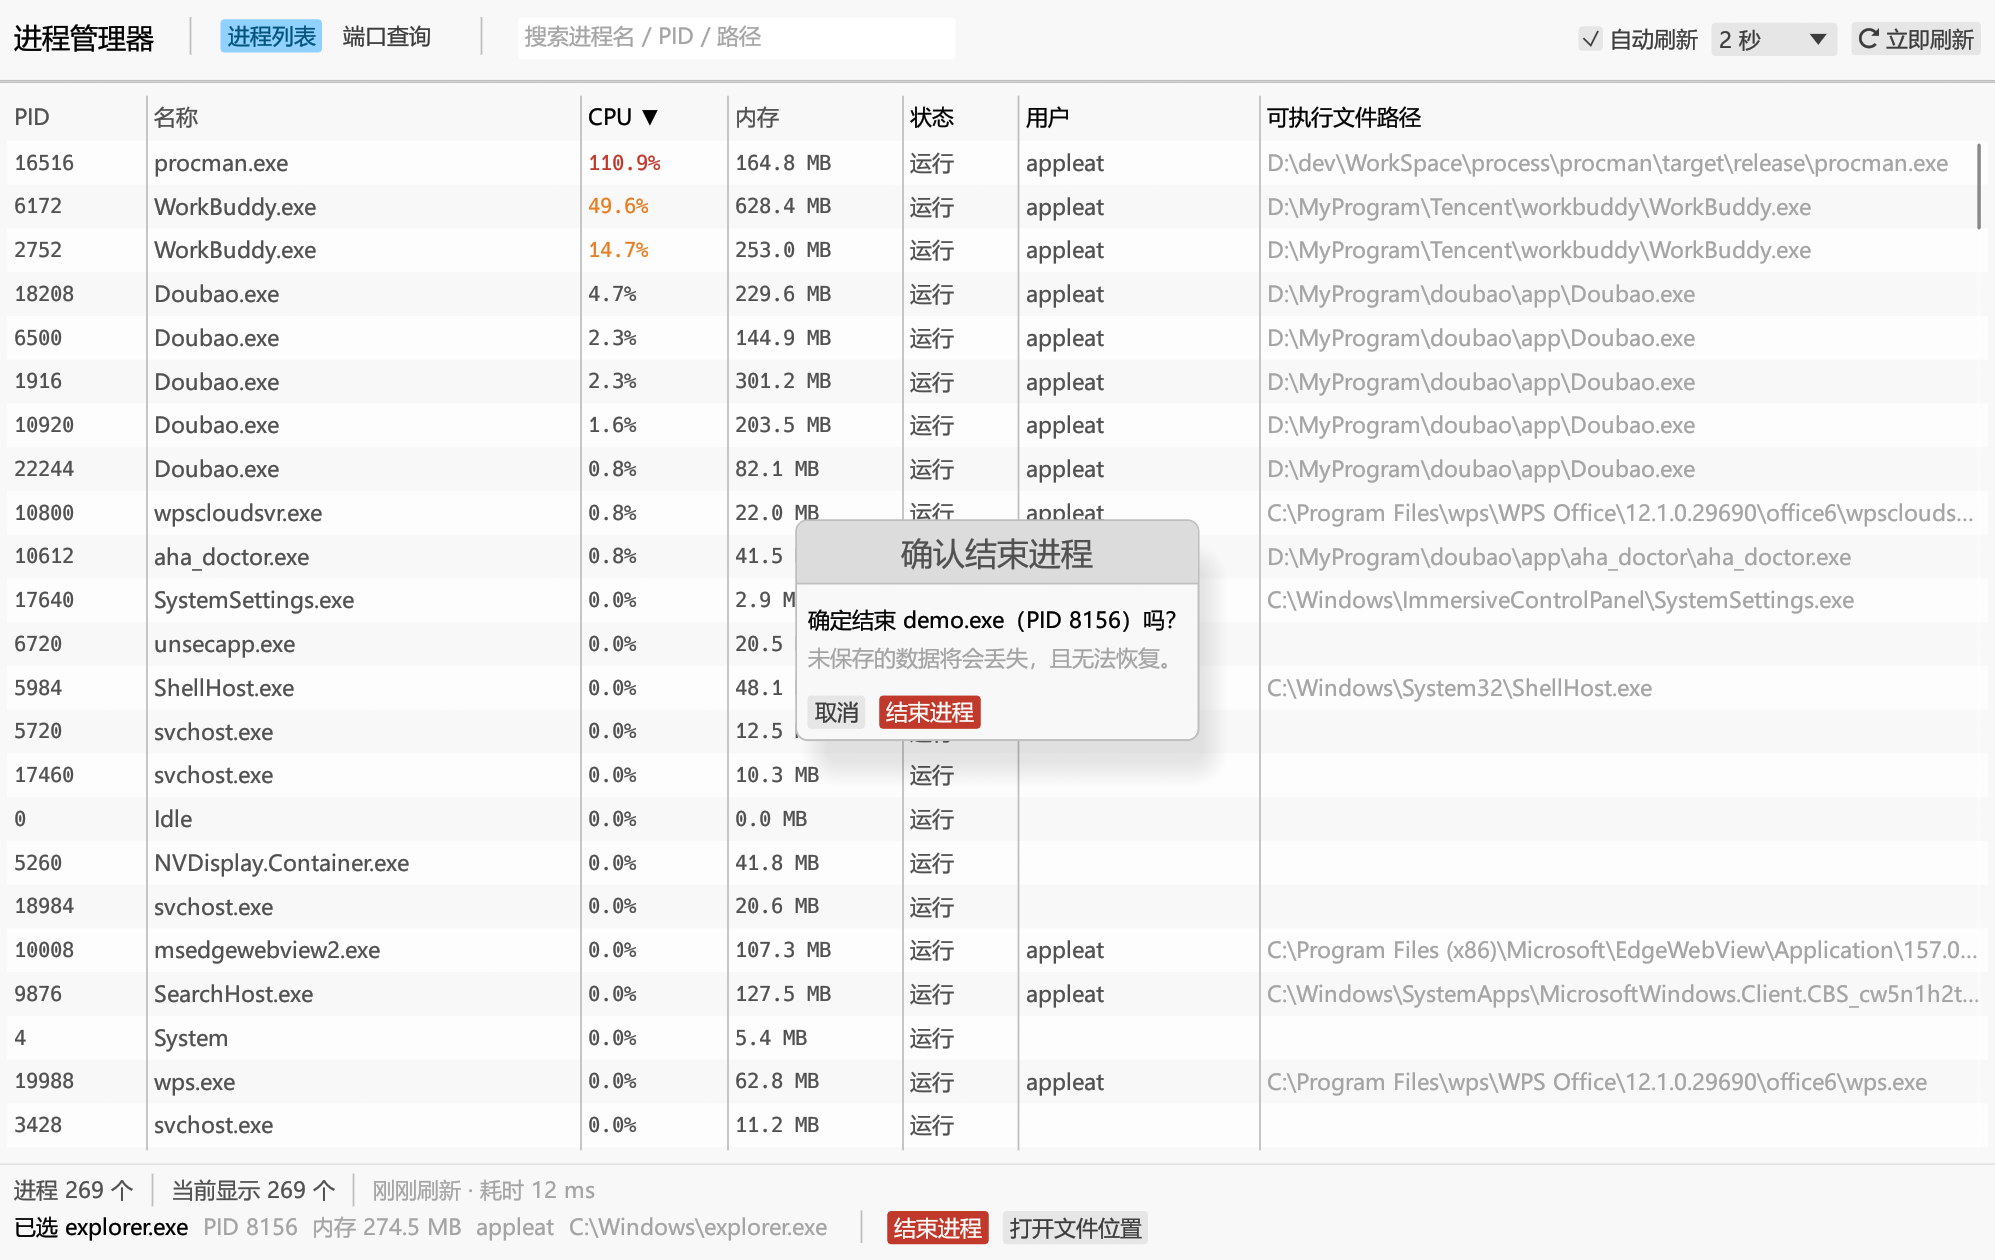 进程管理器 进程列表 端口查询 搜索进程名 / PID / 路径 自动刷新 2 秒 立即刷新
PID 名称 CPU ▼ 内存 状态 用户 可执行文件路径
16516 procman.exe 110.9% 164.8 MB 运行 appleat D:\dev\WorkSpace\process\procman\target\release\procman.exe
6172 WorkBuddy.exe 49.6% 628.4 MB 运行 appleat D:\MyProgram\Tencent\workbuddy\WorkBuddy.exe
2752 WorkBuddy.exe 14.7% 253.0 MB 运行 appleat D:\MyProgram\Tencent\workbuddy\WorkBuddy.exe
18208 Doubao.exe 4.7% 229.6 MB 运行 appleat D:\MyProgram\doubao\app\Doubao.exe
6500 Doubao.exe 2.3% 144.9 MB 运行 appleat D:\MyProgram\doubao\app\Doubao.exe
1916 Doubao.exe 2.3% 301.2 MB 运行 appleat D:\MyProgram\doubao\app\Doubao.exe
10920 Doubao.exe 1.6% 203.5 MB 运行 appleat D:\MyProgram\doubao\app\Doubao.exe
22244 Doubao.exe 0.8% 82.1 MB 运行 appleat D:\MyProgram\doubao\app\Doubao.exe
10800 wpscloudsvr.exe 0.8% 22.0 MB 运行 appleat C:\Program Files\wps\WPS Office\12.1.0.29690\office6\wpsclouds...
10612 aha_doctor.exe 0.8% 41.5 D:\MyProgram\doubao\app\aha_doctor\aha_doctor.exe
17640 SystemSettings.exe 0.0% 2.9 C:\Windows\ImmersiveControlPanel\SystemSettings.exe
6720 unsecapp.exe 0.0% 20.5
5984 ShellHost.exe 0.0% 48.1 C:\Windows\System32\ShellHost.exe
5720 svchost.exe 0.0% 12.5
17460 svchost.exe 0.0% 10.3 MB 运行
0 Idle 0.0% 0.0 MB 运行
5260 NVDisplay.Container.exe 0.0% 41.8 MB 运行
18984 svchost.exe 0.0% 20.6 MB 运行
10008 msedgewebview2.exe 0.0% 107.3 MB 运行 appleat C:\Program Files (x86)\Microsoft\EdgeWebView\Application\157.0...
9876 SearchHost.exe 0.0% 127.5 MB 运行 appleat C:\Windows\SystemApps\MicrosoftWindows.Client.CBS_cw5n1h2t...
4 System 0.0% 5.4 MB 运行
19988 wps.exe 0.0% 62.8 MB 运行 appleat C:\Program Files\wps\WPS Office\12.1.0.29690\office6\wps.exe
3428 svchost.exe 0.0% 11.2 MB 运行
确认结束进程
确定结束 demo.exe（PID 8156）吗？
未保存的数据将会丢失，且无法恢复。
取消 结束进程
进程 269 个 当前显示 269 个 刚刚刷新 · 耗时 12 ms
已选 explorer.exe PID 8156 内存 274.5 MB appleat C:\Windows\explorer.exe 结束进程 打开文件位置